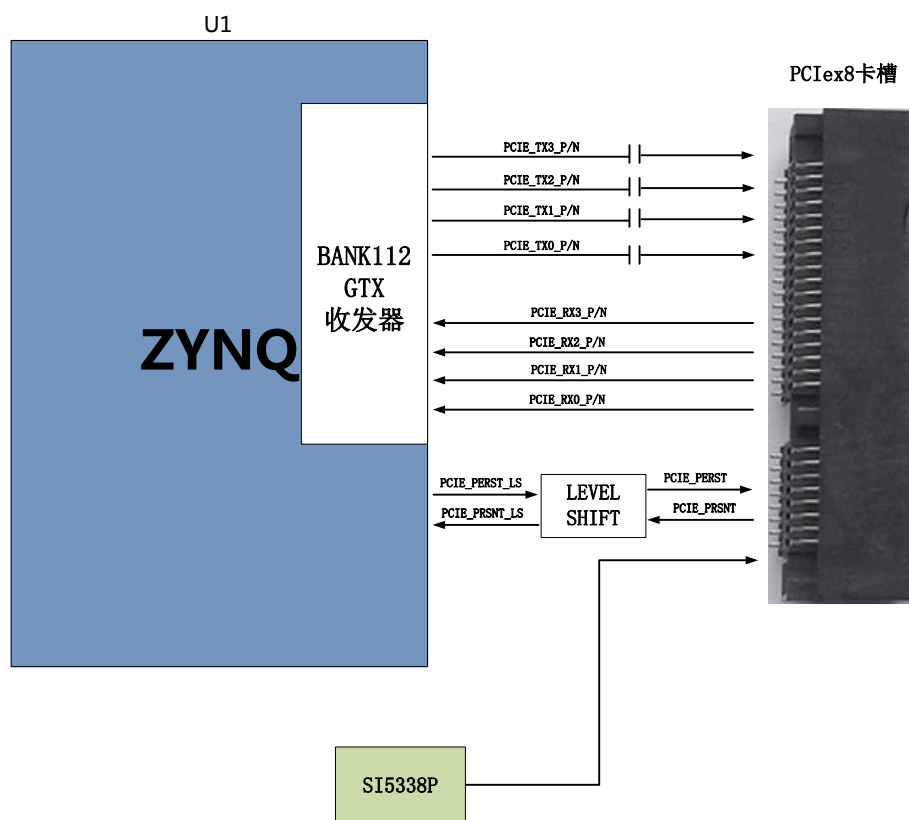 U1
PCIex8卡槽
PCIE_TX3_P/N
PCIE_TX2_P/N
PCIE_TX1_P/N
PCIE_TX0_P/N
BANK112
GTX
收发器
ZYNQ
PCIE_RX3_P/N
PCIE_RX2_P/N
PCIE_RX1_P/N
PCIE_RX0_P/N
PCIE_PERST_LS
PCIE_PRSNT_LS
LEVEL
SHIFT
PCIE_PERST
PCIE_PRSNT
SI5338P